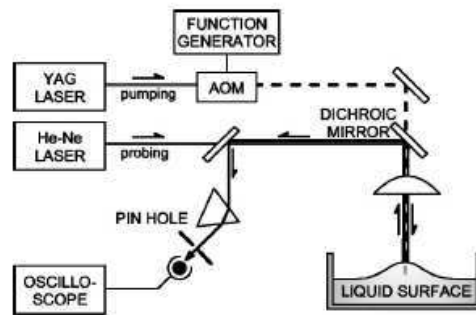 FUNCTION
GENERATOR
YAG
LASER
pumping
AOM
DICHROIC
MIRROR
He-Ne
LASER
probing
PIN HOLE
OSCILLO-
SCOPE
LIQUID SURFACE